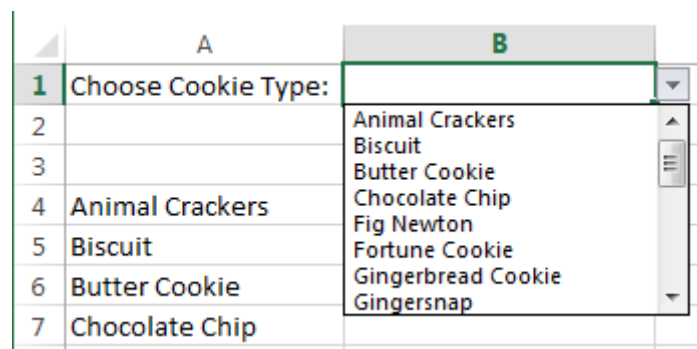 A B
1 Choose Cookie Type:
2 Animal Crackers
Biscuit
3 Butter Cookie
Chocolate Chip
4 Animal Crackers Fig Newton
5 Biscuit Fortune Cookie
6 Butter Cookie Gingerbread Cookie
Gingersnap
7 Chocolate Chip